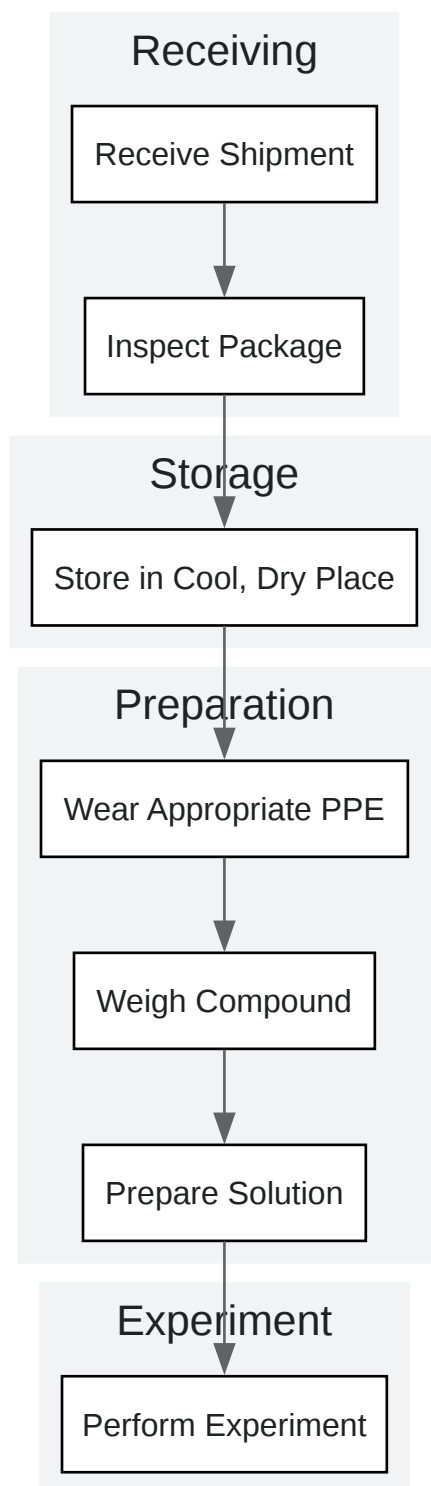 Receiving
Receive Shipment
Inspect Package
Storage
Store in Cool, Dry Place
Preparation
Wear Appropriate PPE
Weigh Compound
Prepare Solution
Experiment
Perform Experiment